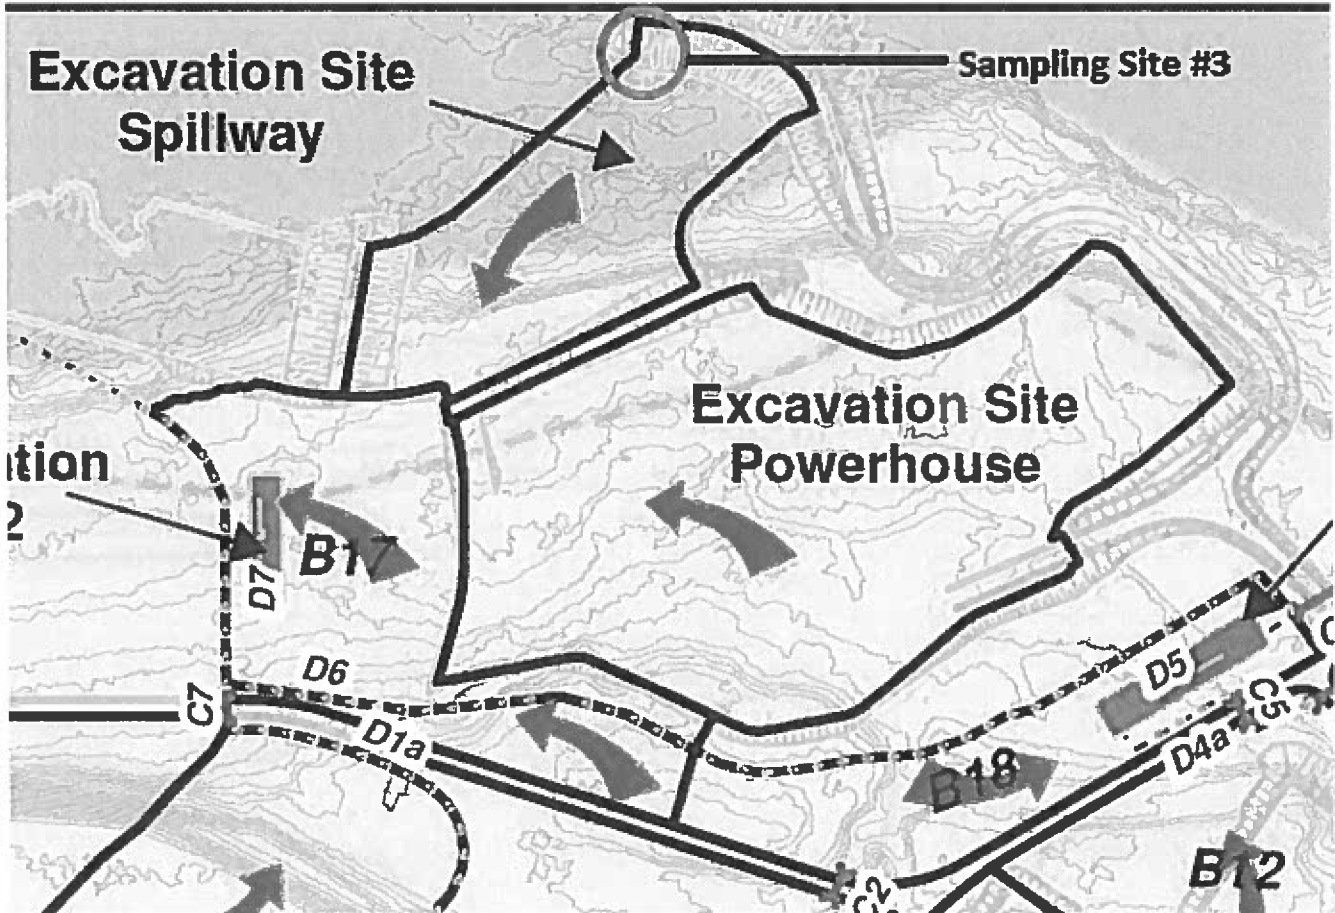 Excavation Site
Spillway
Sampling Site #3
Excavation Site
Powerhouse
ation
2
B17
D7
D6
C7
D1a
D5
C5
D4a
B18
B12
C2
C